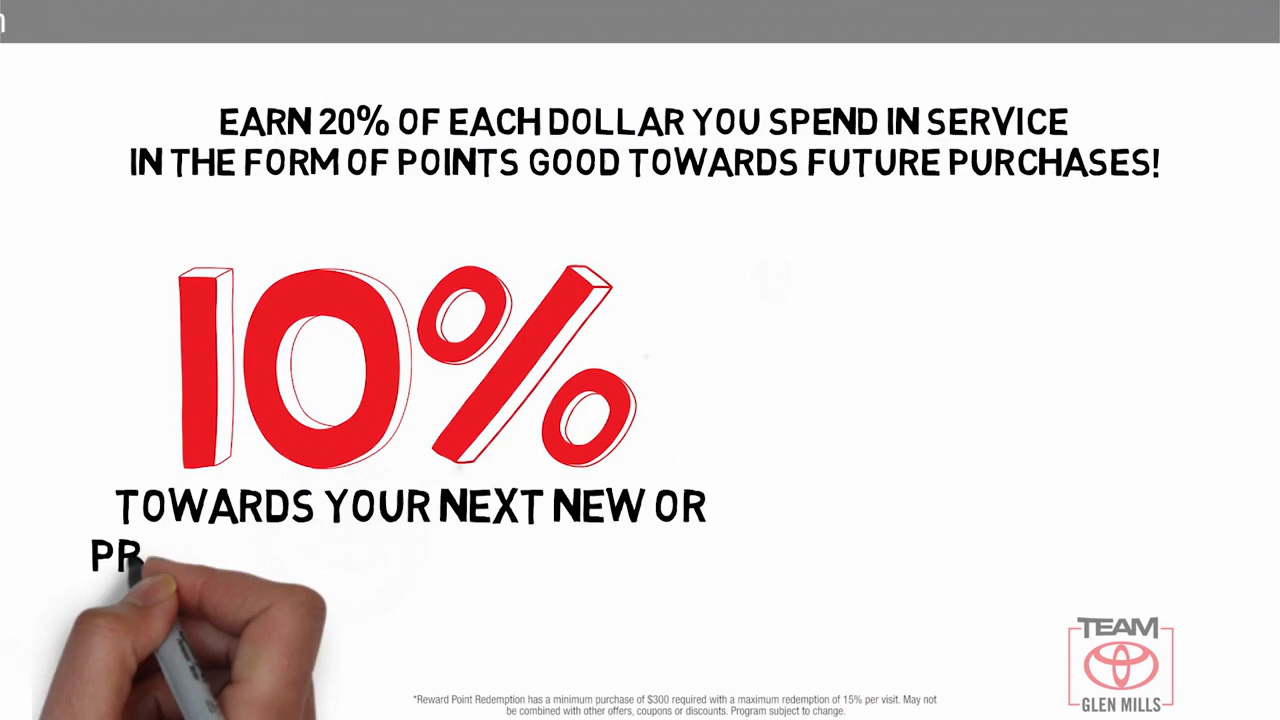 EARN 20% OF EACH DOLLAR YOU SPEND IN SERVICE
IN THE FORM OF POINTS GOOD TOWARDS FUTURE PURCHASES!
10%
TOWARDS YOUR NEXT NEW OR
PR
TEAM
GLEN MILLS
*Reward Point Redemption has a minimum purchase of $300 required with a maximum redemption of 15% per visit. May not
be combined with other offers, coupons or discounts. Program subject to change.